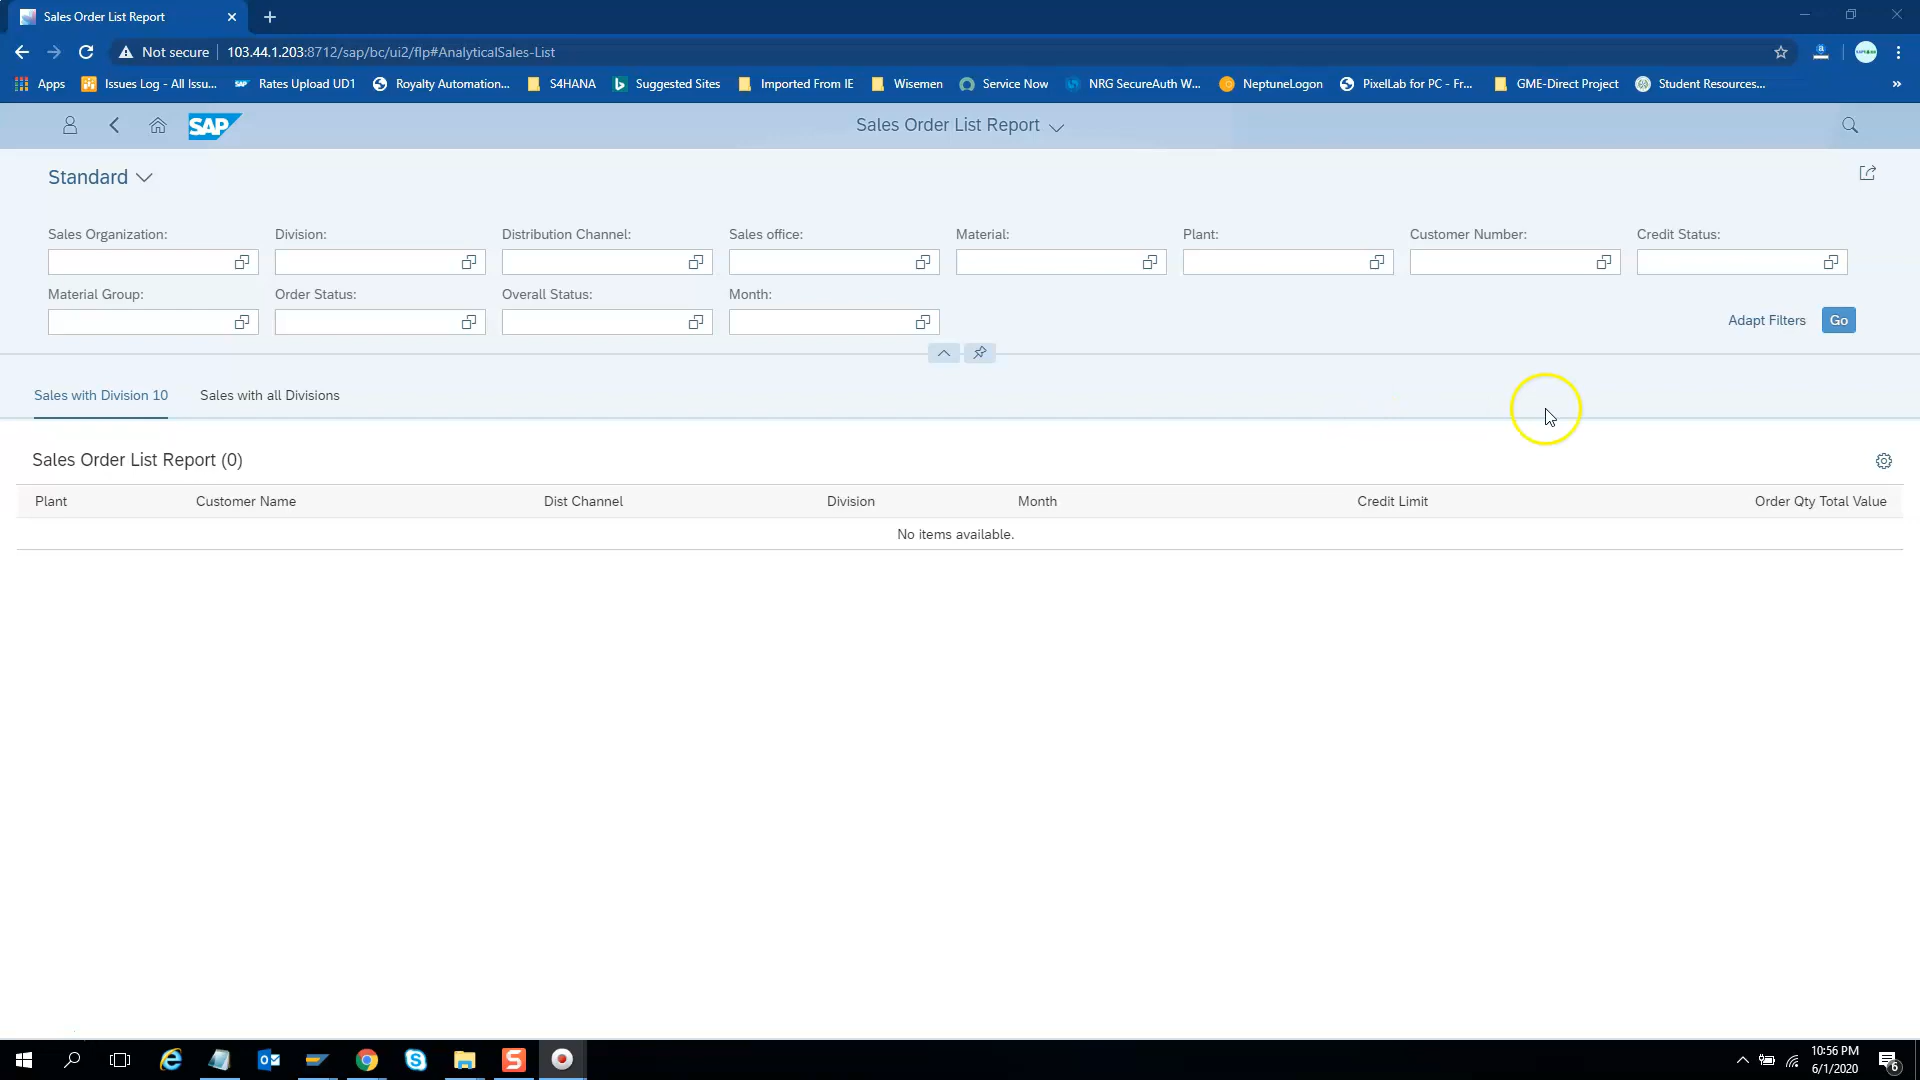 Sales Order List Report
Not secure 103.44.1.203:8712/sap/bc/ui2/flp#AnalyticalSales-List
Apps Issues Log - All Issu... Rates Upload UD1 Royalty Automation... S4HANA Suggested Sites Imported From IE Wisemen Service Now NRG SecureAuth W... NeptuneLogon PixelLab for PC - Fr... GME-Direct Project Student Resources... »
SAP Sales Order List Report
Standard
Sales Organization: Division: Distribution Channel: Sales office: Material: Plant: Customer Number: Credit Status:
Material Group: Order Status: Overall Status: Month:
Adapt Filters Go
Sales with Division 10 Sales with all Divisions
Sales Order List Report (0)
Plant Customer Name Dist Channel Division Month Credit Limit Order Qty Total Value
No items available.
10:56 PM
6/1/2020
6